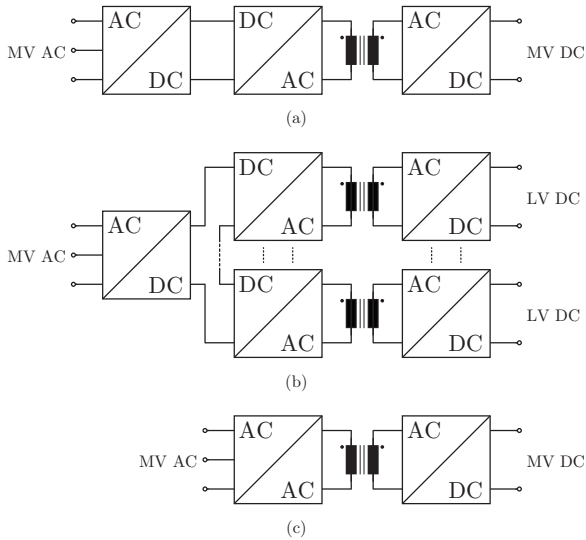 AC DC AC
MV AC MV DC
DC AC DC
(a)
DC AC
LV DC
AC AC DC
MV AC
DC DC AC
LV DC
AC DC
(b)
AC AC
MV AC MV DC
AC DC
(c)